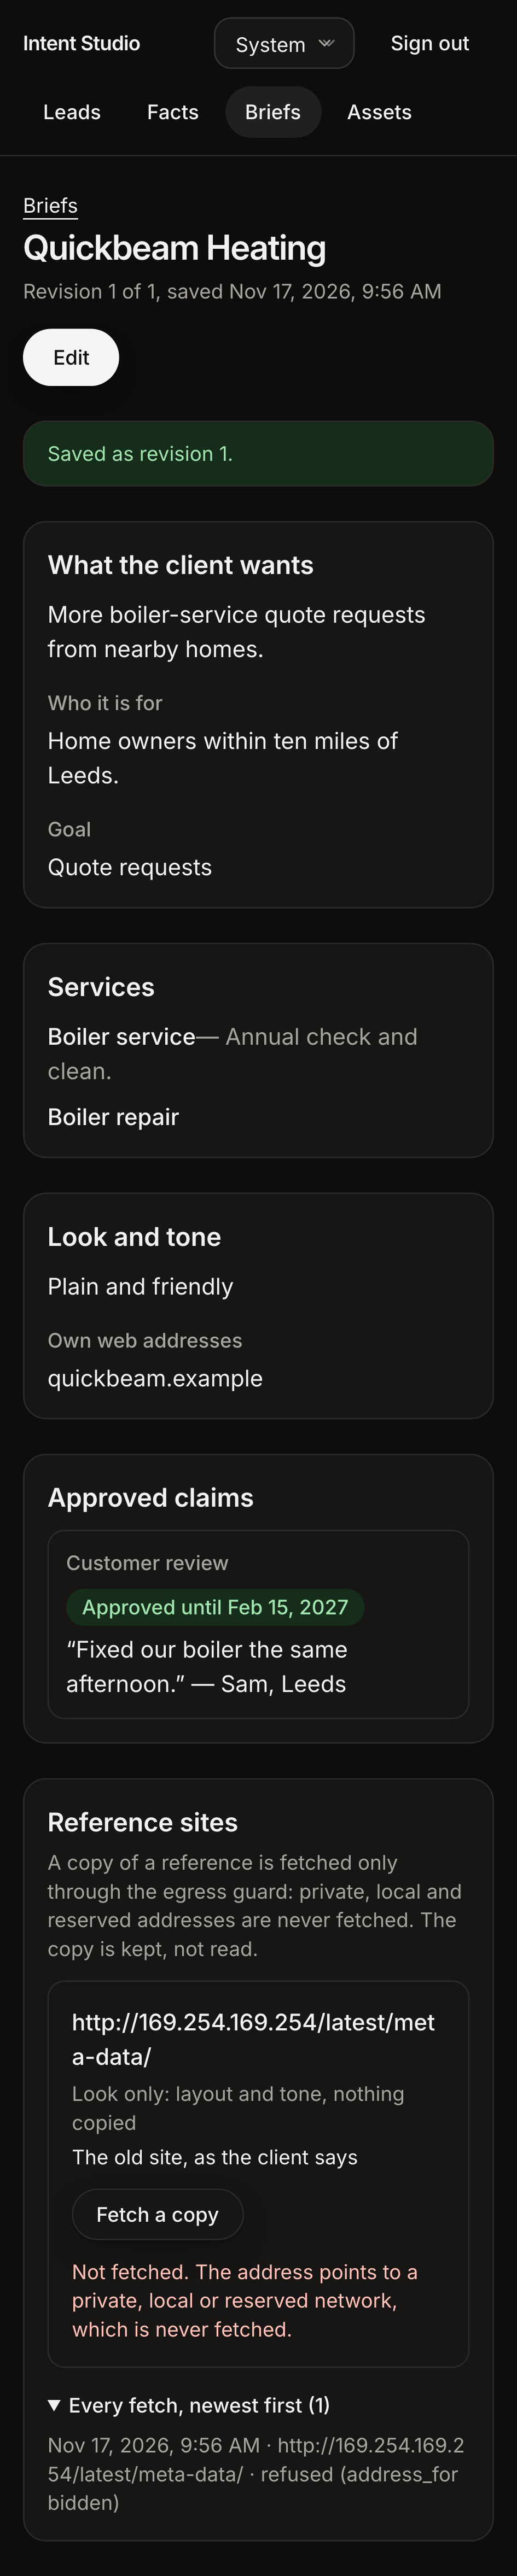 Intent Studio
System
Sign out
Leads
Facts
Briefs
Assets
Briefs
Quickbeam Heating
Revision 1 of 1, saved Nov 17, 2026, 9:56 AM
Edit
Saved as revision 1.
What the client wants
More boiler-service quote requests
from nearby homes.
Who it is for
Home owners within ten miles of
Leeds.
Goal
Quote requests
Services
Boiler service— Annual check and
clean.
Boiler repair
Look and tone
Plain and friendly
Own web addresses
quickbeam.example
Approved claims
Customer review
Approved until Feb 15, 2027
“Fixed our boiler the same
afternoon.” — Sam, Leeds
Reference sites
A copy of a reference is fetched only
through the egress guard: private, local and
reserved addresses are never fetched. The
copy is kept, not read.
http://169.254.169.254/latest/met
a-data/
Look only: layout and tone, nothing
copied
The old site, as the client says
Fetch a copy
Not fetched. The address points to a
private, local or reserved network,
which is never fetched.
▼ Every fetch, newest first (1)
Nov 17, 2026, 9:56 AM · http://169.254.169.2
54/latest/meta-data/ · refused (address_for
bidden)